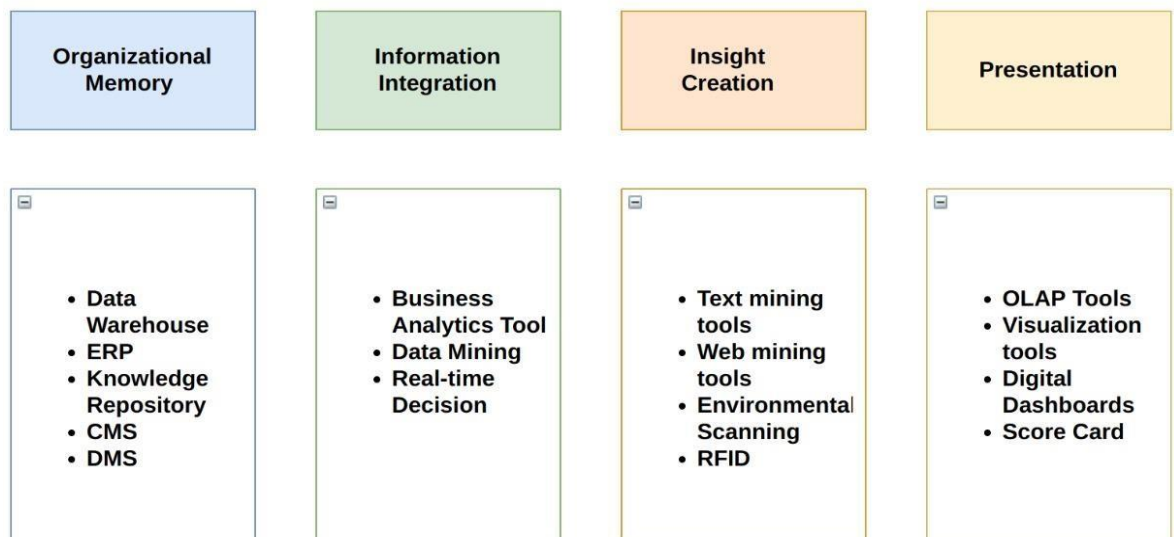 Organizational
Memory
Information
Integration
Insight
Creation
Presentation
• Data
Warehouse
• ERP
• Knowledge
Repository
• CMS
• DMS
• Business
Analytics Tool
• Data Mining
• Real-time
Decision
• Text mining
tools
• Web mining
tools
• Environmental
Scanning
• RFID
• OLAP Tools
• Visualization
tools
• Digital
Dashboards
• Score Card